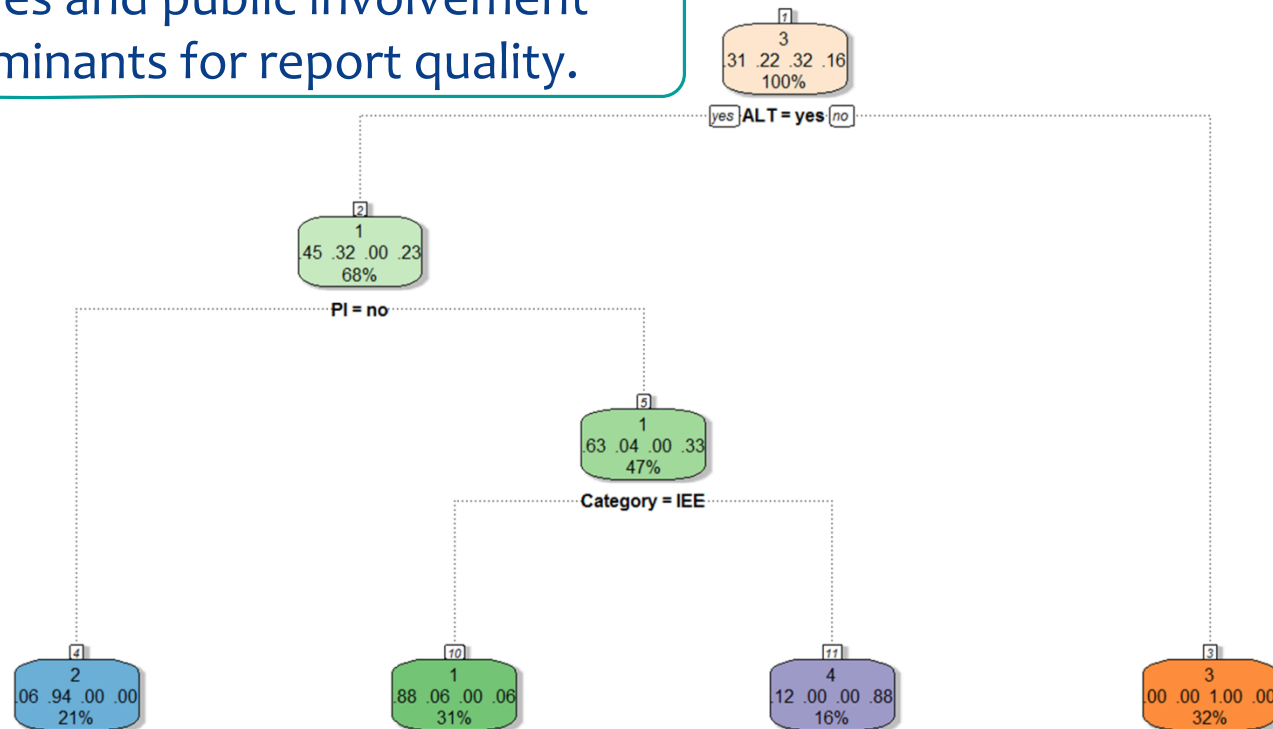 and public involvement
for report quality.
1
3
.31 .22 .32 .16
100%
yes ALT = yes no
2
1
.45 .32 .00 .23
68%
PI = no
5
1
.63 .04 .00 .33
47%
Category = IEE
4
2
.06 .94 .00 .00
21%
10
1
.88 .06 .00 .06
31%
11
4
.12 .00 .00 .88
16%
3
3
.00 .00 1.00 .00
32%